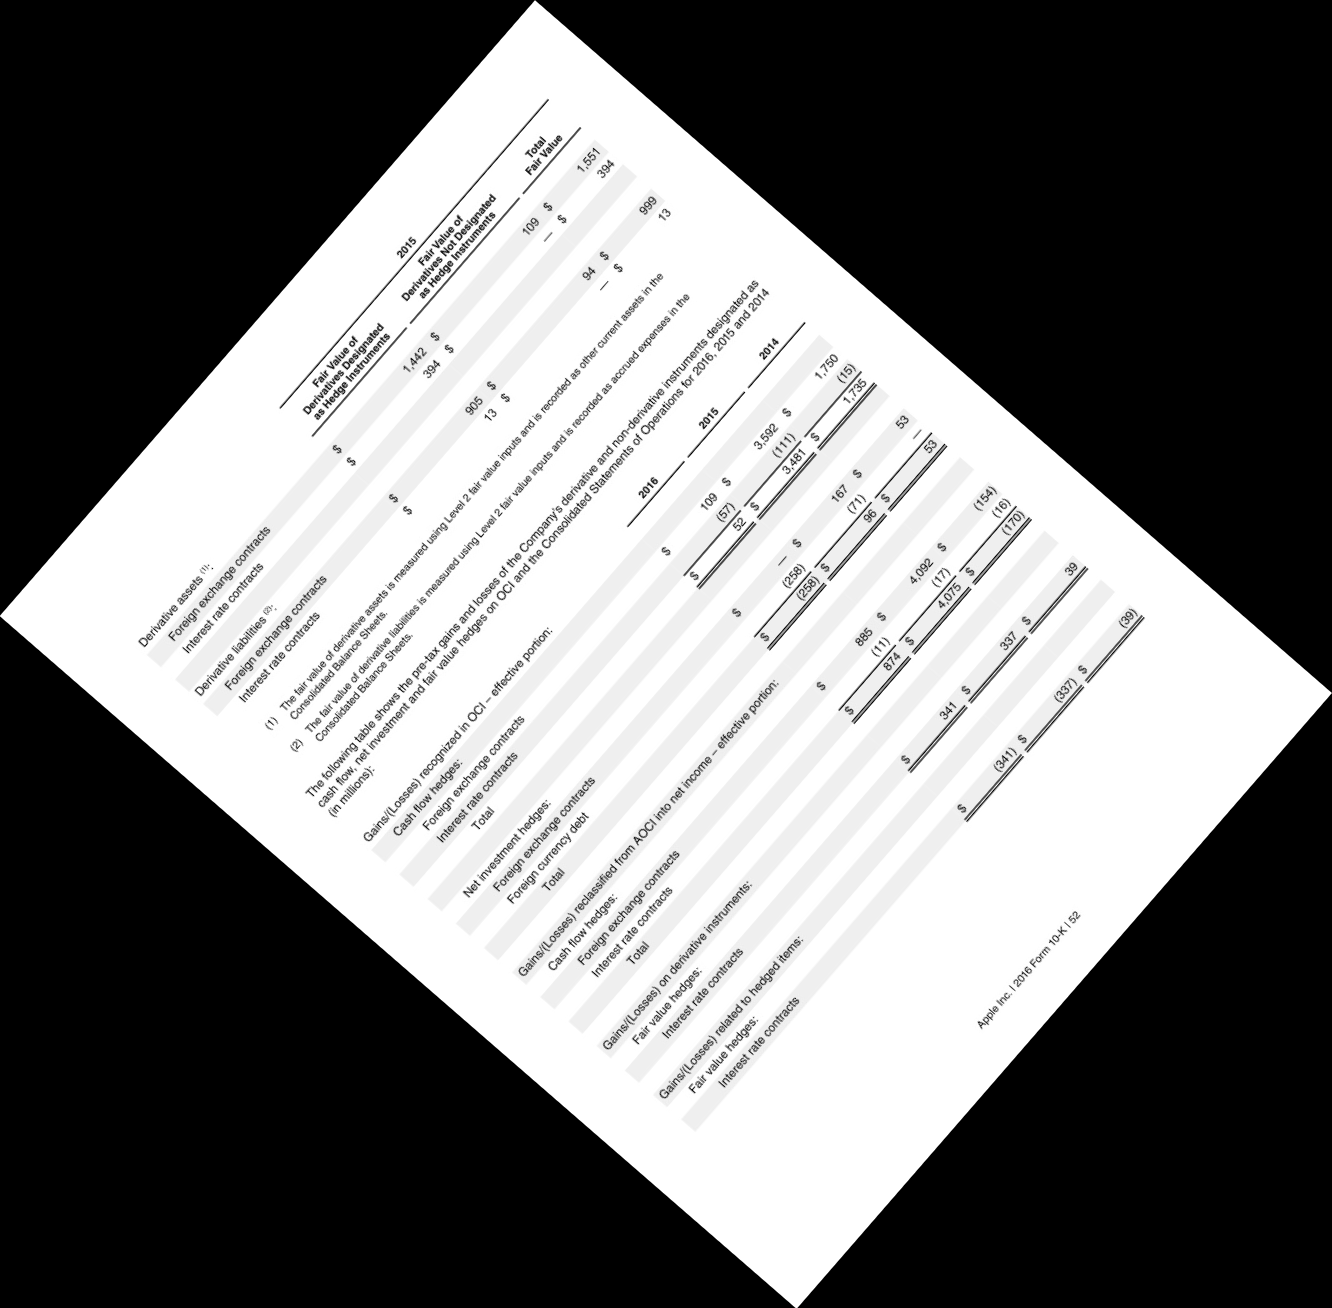 2015
Fair Value of Derivatives Designated as Hedge Instruments Fair Value of Derivatives Not Designated as Hedge Instruments Total Fair Value
Derivative assets (1):
Foreign exchange contracts $ 1,442 $ 109 $ 1,551
Interest rate contracts $ 394 $ — $ 394
Derivative liabilities (2):
Foreign exchange contracts $ 905 $ 94 $ 999
Interest rate contracts $ 13 $ — $ 13
(1) The fair value of derivative assets is measured using Level 2 fair value inputs and is recorded as other current assets in the
Consolidated Balance Sheets.
(2) The fair value of derivative liabilities is measured using Level 2 fair value inputs and is recorded as accrued expenses in the
Consolidated Balance Sheets.
The following table shows the pre-tax gains and losses of the Company's derivative and non-derivative instruments designated as
cash flow, net investment and fair value hedges on OCI and the Consolidated Statements of Operations for 2016, 2015 and 2014
(in millions):
2016 2015 2014
Gains/(Losses) recognized in OCI – effective portion:
Cash flow hedges:
Foreign exchange contracts $ 109 $ 3,592 $ 1,750
Interest rate contracts (57) (111) (15)
Total $ 52 $ 3,481 $ 1,735
Net investment hedges:
Foreign exchange contracts $ — $ 167 $ 53
Foreign currency debt (258) (71) —
Total $ (258) $ 96 $ 53
Gains/(Losses) reclassified from AOCI into net income – effective portion:
Cash flow hedges:
Foreign exchange contracts $ 885 $ 4,092 $ (154)
Interest rate contracts (11) (17) (16)
Total $ 874 $ 4,075 $ (170)
Gains/(Losses) on derivative instruments:
Fair value hedges:
Interest rate contracts $ 341 $ 337 $ 39
Gains/(Losses) related to hedged items:
Fair value hedges:
Interest rate contracts $ (341) $ (337) $ (39)
Apple Inc. | 2016 Form 10-K | 52